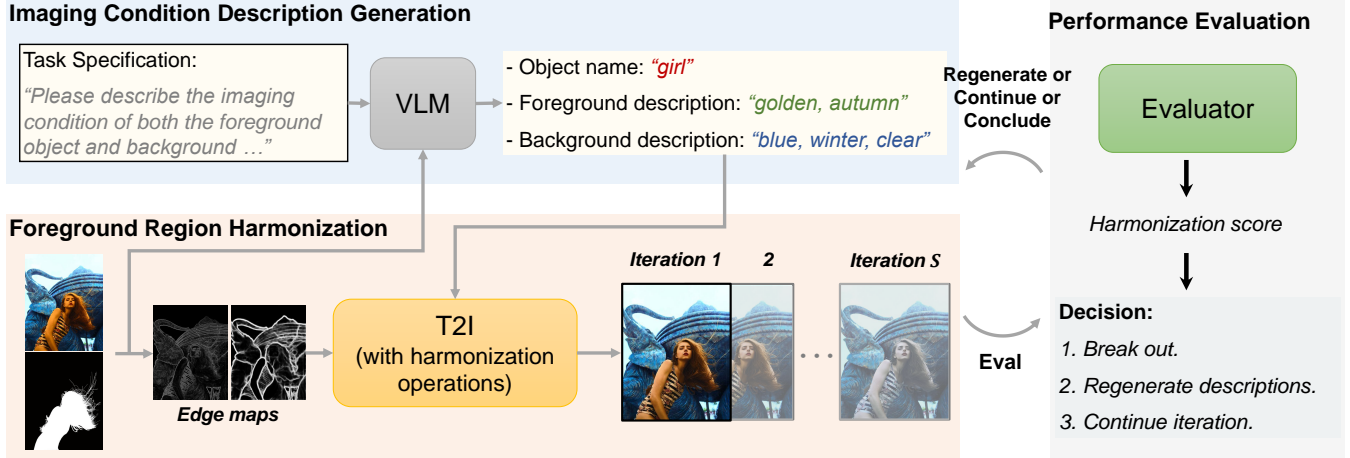 Imaging Condition Description Generation
Task Specification:
“Please describe the imaging
condition of both the foreground
object and background …”
VLM
- Object name: “girl”
- Foreground description: “golden, autumn”
- Background description: “blue, winter, clear”
Regenerate or
Continue or
Conclude
Performance Evaluation
Evaluator
Harmonization score
Decision:
1. Break out.
2. Regenerate descriptions.
3. Continue iteration.
Eval
Foreground Region Harmonization
Edge maps
T2I
(with harmonization
operations)
Iteration 1 2 Iteration S